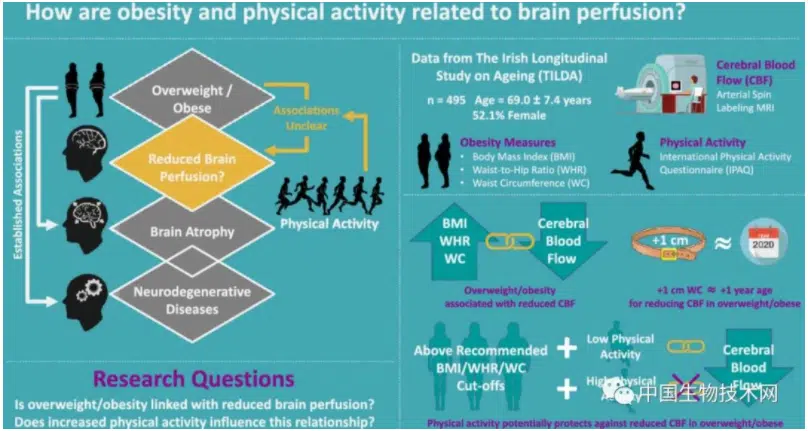 How are obesity and physical activity related to brain perfusion?
Established Associations
Overweight /
Obese
Associations
Unclear
Reduced Brain
Perfusion?
Physical Activity
Brain Atrophy
Neurodegenerative
Diseases
Research Questions
Is overweight/obesity linked with reduced brain perfusion?
Does increased physical activity influence this relationship?
Data from The Irish Longitudinal
Study on Ageing (TILDA)
n = 495 Age = 69.0 ± 7.4 years
52.1% Female
Cerebral Blood
Flow (CBF)
Arterial Spin
Labeling MRI
Obesity Measures
• Body Mass Index (BMI)
• Waist-to-Hip Ratio (WHR)
• Waist Circumference (WC)
Physical Activity
International Physical Activity
Questionnaire (IPAQ)
BMI
WHR
WC
Cerebral
Blood
Flow
Overweight/obesity
associated with reduced CBF
+1 cm
≈
2020
+1 cm WC ≈ +1 year age
for reducing CBF in overweight/obese
Above Recommended
BMI/WHR/WC
Cut-offs
+
Low Physical
Activity
+
High Physical
Cerebral
Blood
Flow
中国生物技术网
Physical activity potentially protects against reduced CBF in overweight/obese